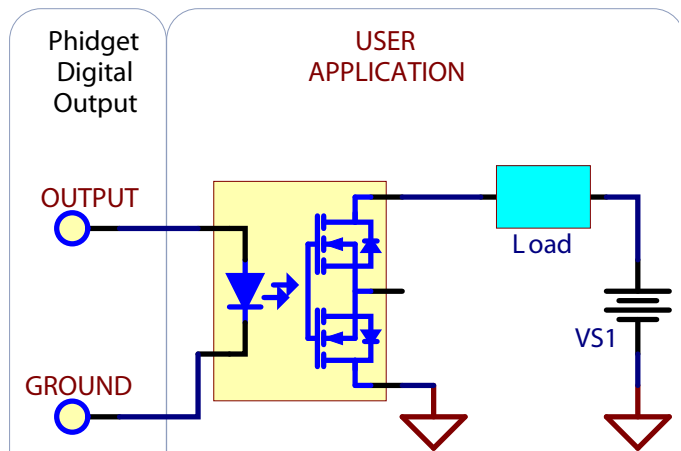 Phidget
Digital
Output
USER
APPLICATION
OUTPUT
Load
VS1
GROUND